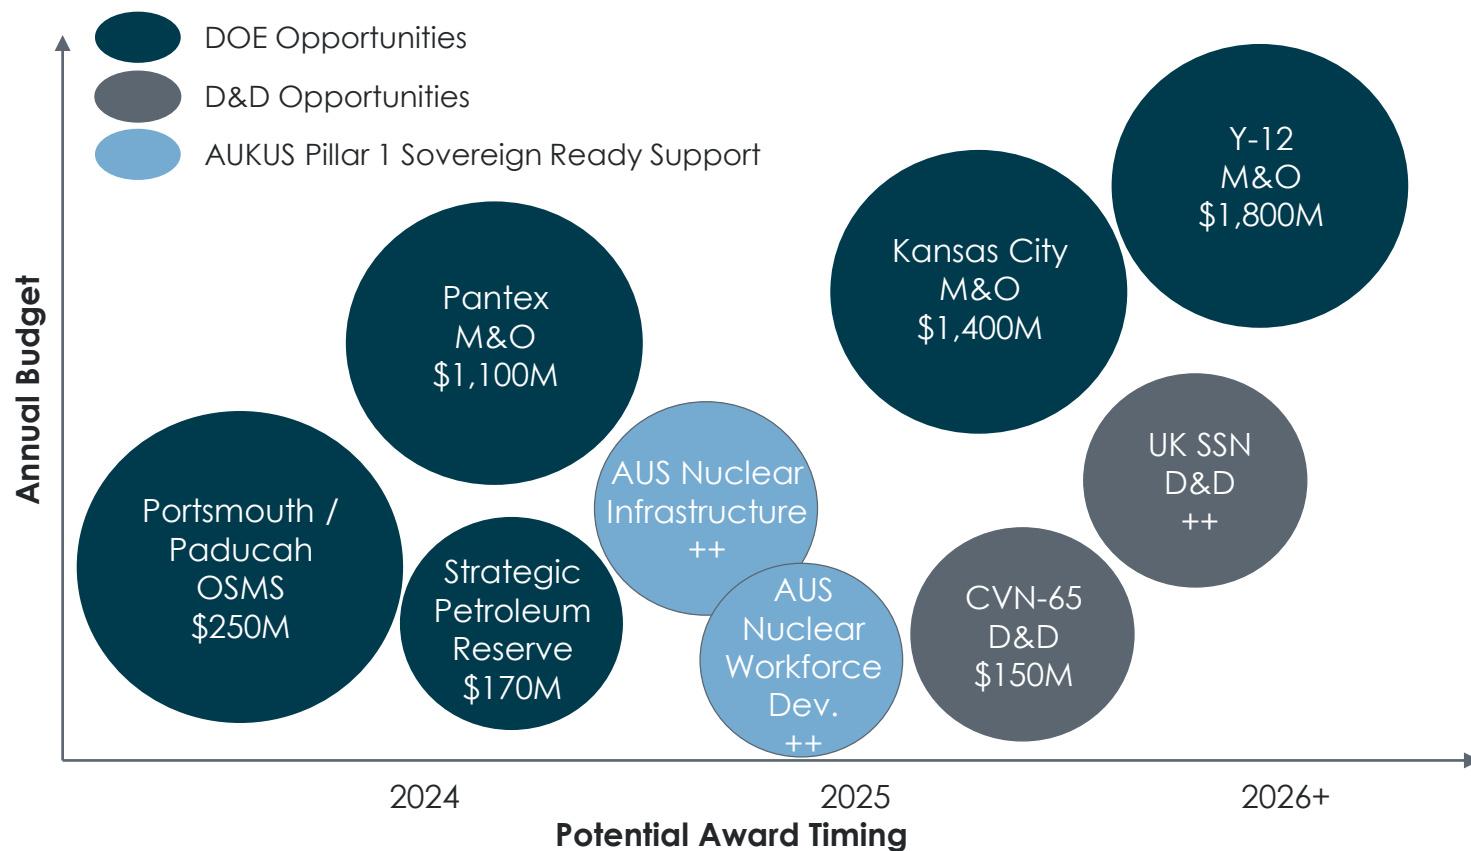 DOE Opportunities
D&D Opportunities
AUKUS Pillar 1 Sovereign Ready Support
Annual Budget
Portsmouth /
Paducah
OSMS
$250M
Pantex
M&O
$1,100M
Strategic
Petroleum
Reserve
$170M
AUS Nuclear
Infrastructure
++
AUS
Nuclear
Workforce
Dev.
++
Kansas City
M&O
$1,400M
CVN-65
D&D
$150M
Y-12
M&O
$1,800M
UK SSN
D&D
++
2024
2025
2026+
Potential Award Timing